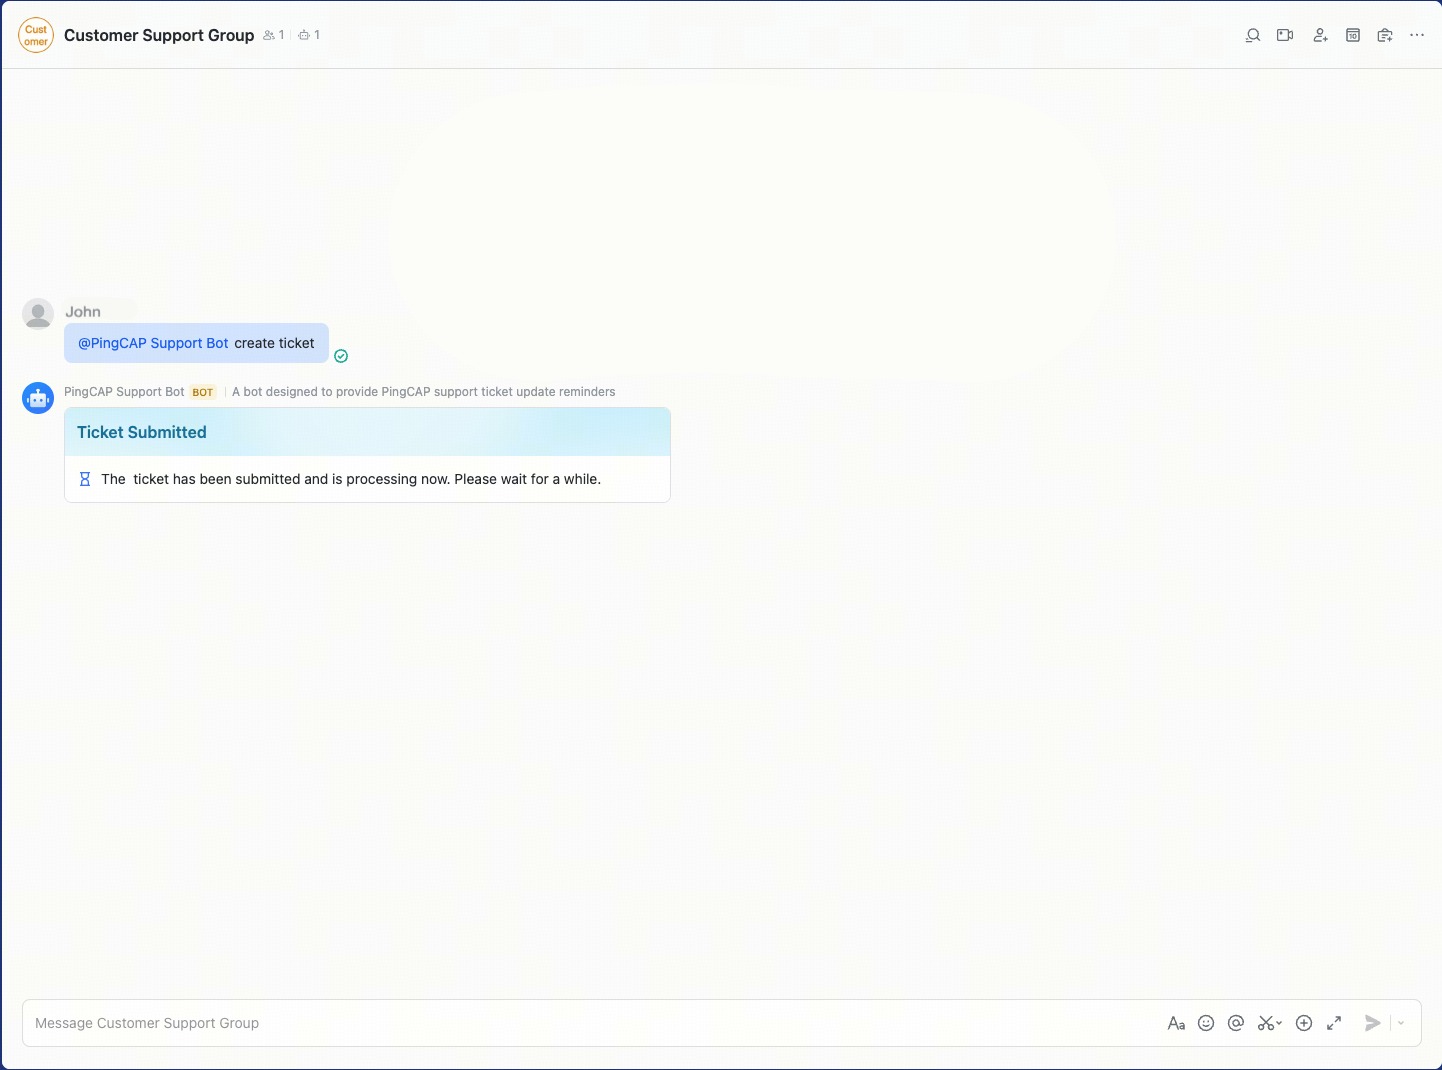 Cust
omer
Customer Support Group 1 1
10
John
@PingCAP Support Bot create ticket
PingCAP Support Bot BOT A bot designed to provide PingCAP support ticket update reminders
Ticket Submitted
The ticket has been submitted and is processing now. Please wait for a while.
Message Customer Support Group Aa